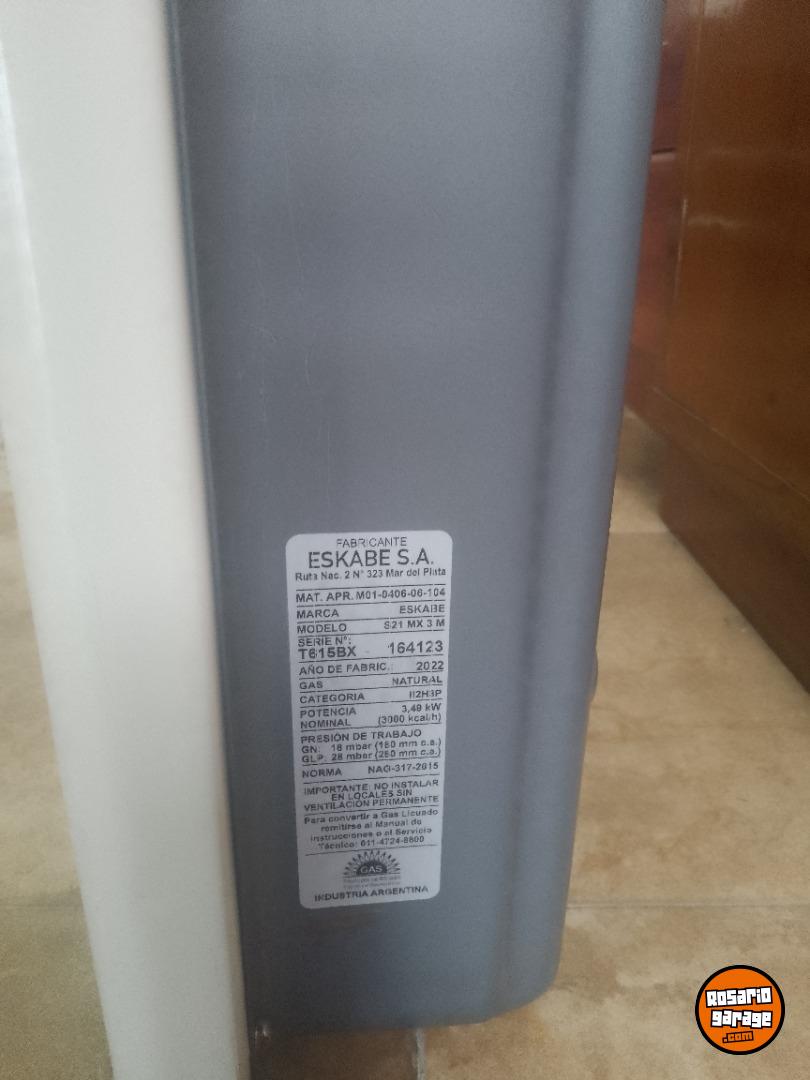 FABRICANTE
ESKABE S.A.
Ruta Nac. 2 N° 323 Mar del Plata
MAT. APR. M01-0406-06-104
MARCA ESKABE
MODELO S21 MX 3 M
SERIE N°:
T615BX - 164123
AÑO DE FABRIC.: 2022
GAS NATURAL
CATEGORIA II2H3P
POTENCIA 3,49 kW
NOMINAL (3000 kcal/h)
PRESIÓN DE TRABAJO
GN: 18 mbar (180 mm c.a.)
GLP: 28 mbar (280 mm c.a.)
NORMA NAG-317-2015
IMPORTANTE: NO INSTALAR
EN LOCALES SIN
VENTILACIÓN PERMANENTE
Para convertir a Gas Licuado
remitirse al Manual de
instrucciones o al Servicio
Técnico: 011-4724-8800
GAS
INDUSTRIA ARGENTINA
Rosario
garage
.com